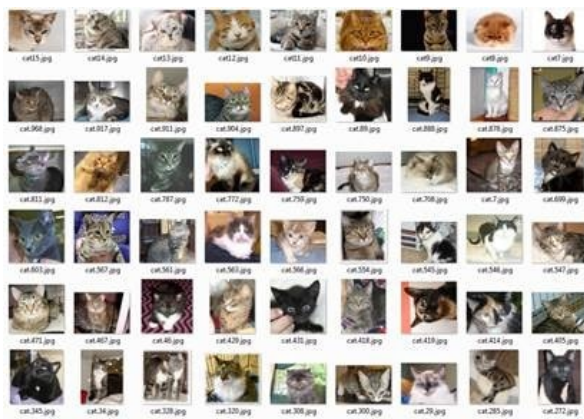 cat15.jpg cat14.jpg cat13.jpg cat12.jpg cat11.jpg cat10.jpg cat9.jpg cat8.jpg cat7.jpg
cat.968.jpg cat.917.jpg cat.911.jpg cat.904.jpg cat.897.jpg cat.89.jpg cat.888.jpg cat.878.jpg cat.875.jpg
cat.811.jpg cat.812.jpg cat.787.jpg cat.772.jpg cat.759.jpg cat.750.jpg cat.708.jpg cat.7.jpg cat.699.jpg
cat.603.jpg cat.567.jpg cat.561.jpg cat.563.jpg cat.566.jpg cat.554.jpg cat.545.jpg cat.546.jpg cat.547.jpg
cat.471.jpg cat.467.jpg cat.46.jpg cat.429.jpg cat.431.jpg cat.418.jpg cat.419.jpg cat.414.jpg cat.405.jpg
cat.345.jpg cat.34.jpg cat.328.jpg cat.320.jpg cat.308.jpg cat.300.jpg cat.29.jpg cat.285.jpg cat.272.jpg